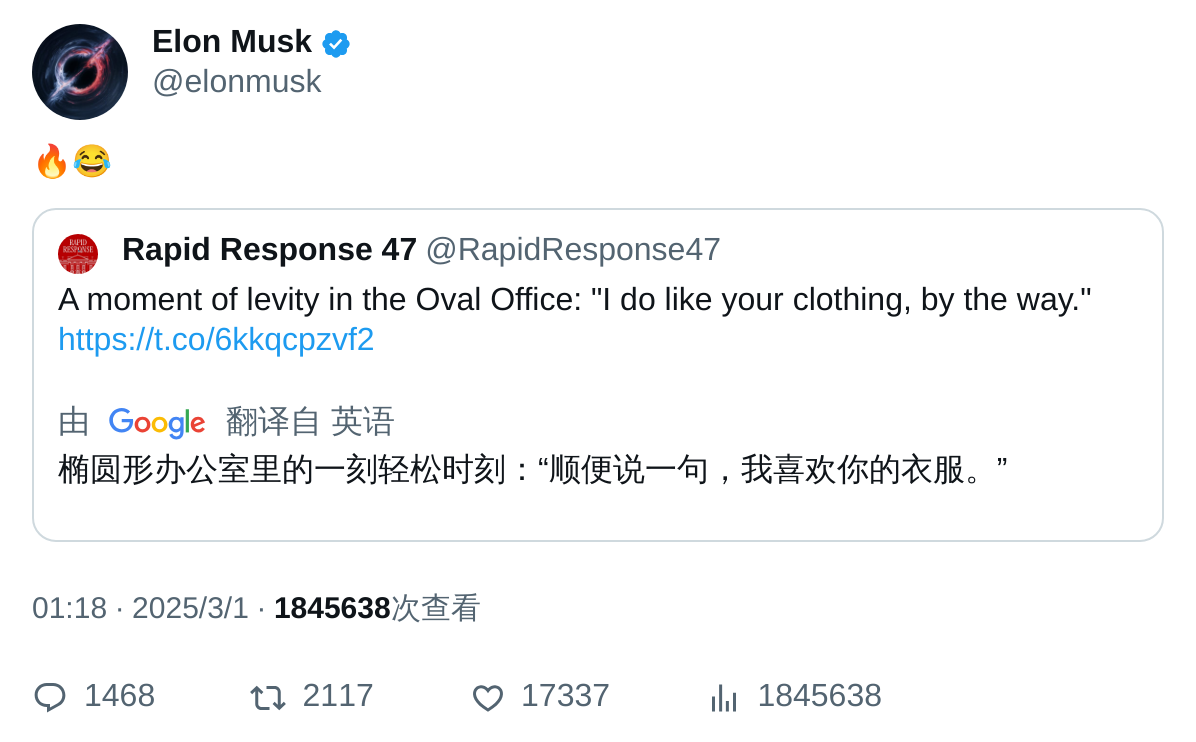 Elon Musk
@elonmusk
🔥😂
RAPID
RESPONSE
Rapid Response 47 @RapidResponse47
A moment of levity in the Oval Office: "I do like your clothing, by the way."
https://t.co/6kkqcpzvf2
由 Google 翻译自 英语
椭圆形办公室里的一刻轻松时刻：“顺便说一句，我喜欢你的衣服。”
01:18 · 2025/3/1 · 1845638次查看
1468 2117 17337 1845638